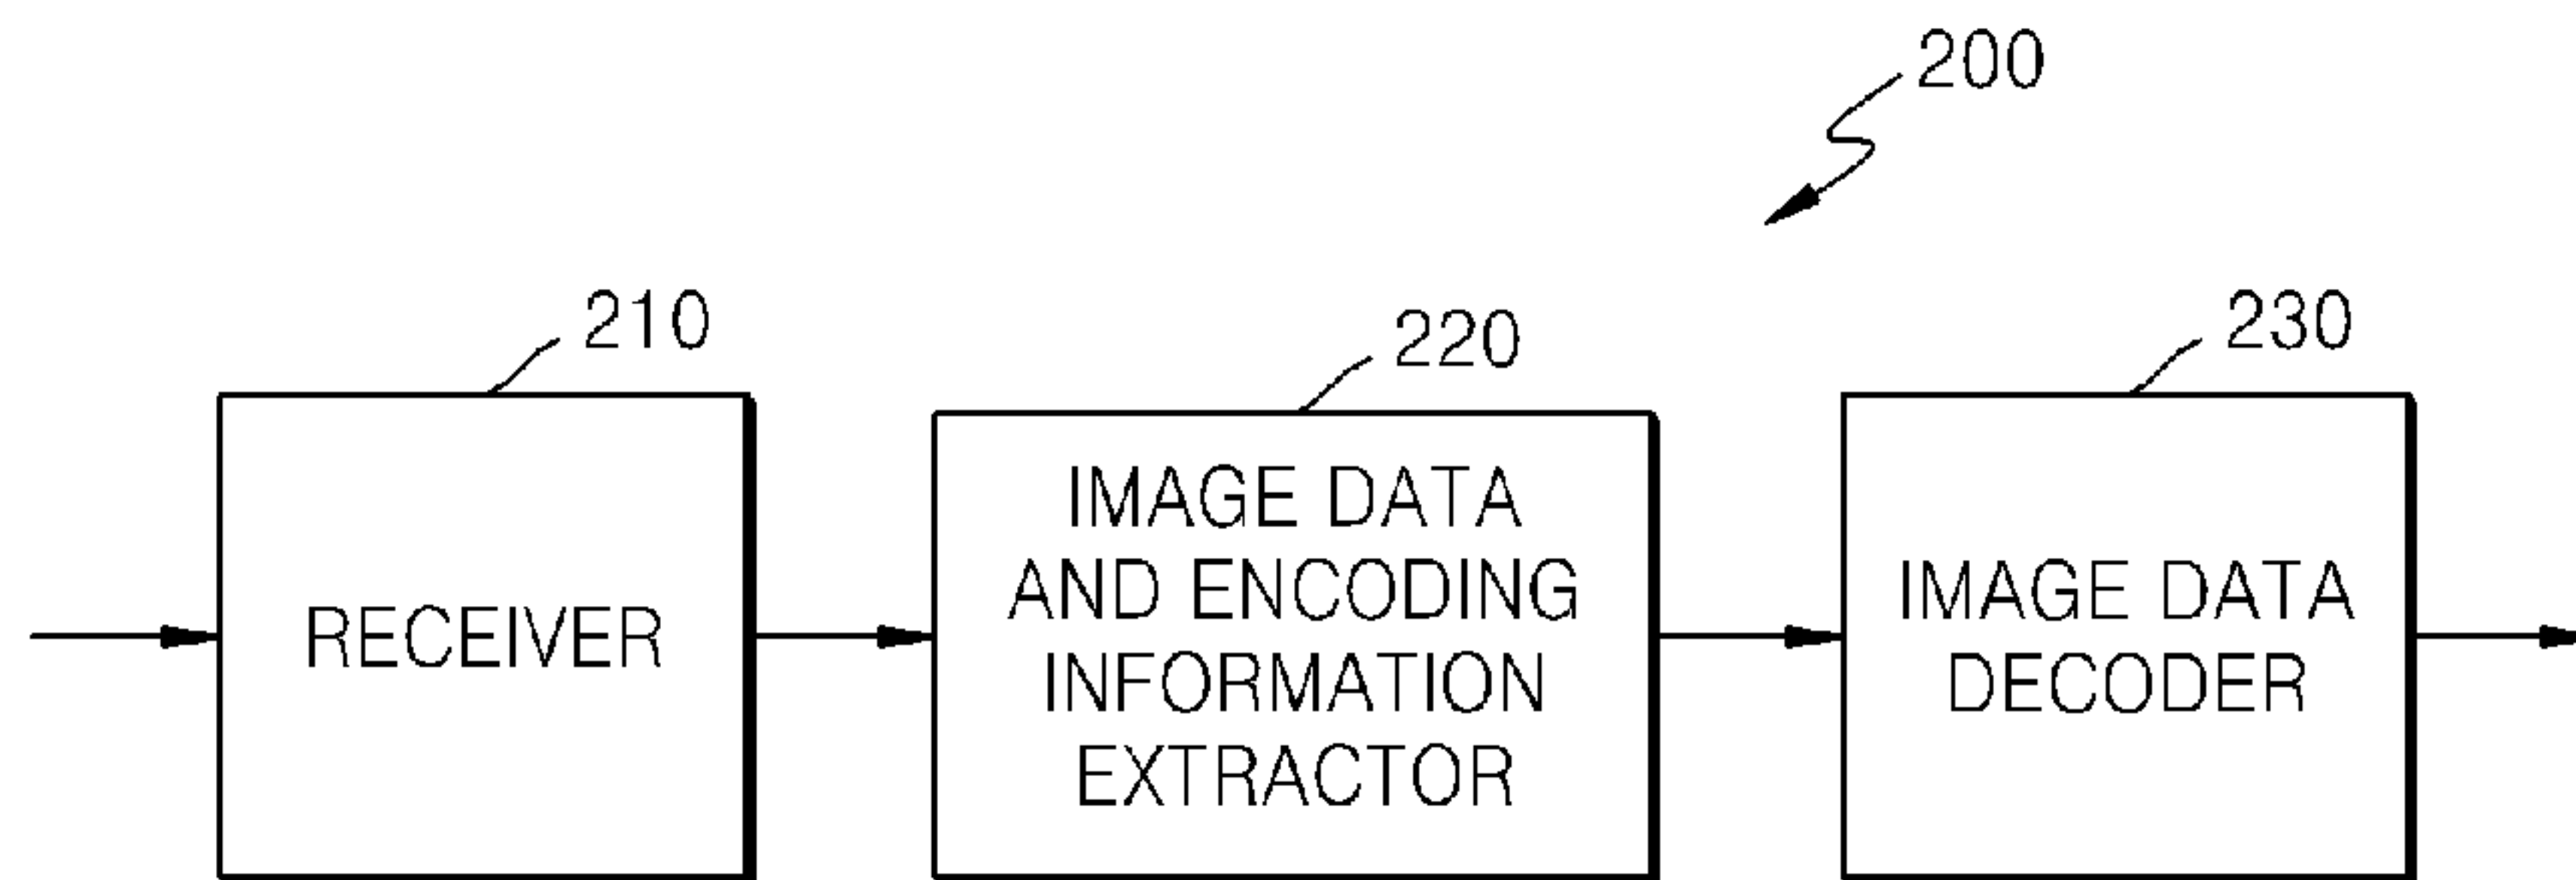 200
210
220
230
RECEIVER
IMAGE DATA
AND ENCODING
INFORMATION
EXTRACTOR
IMAGE DATA
DECODER